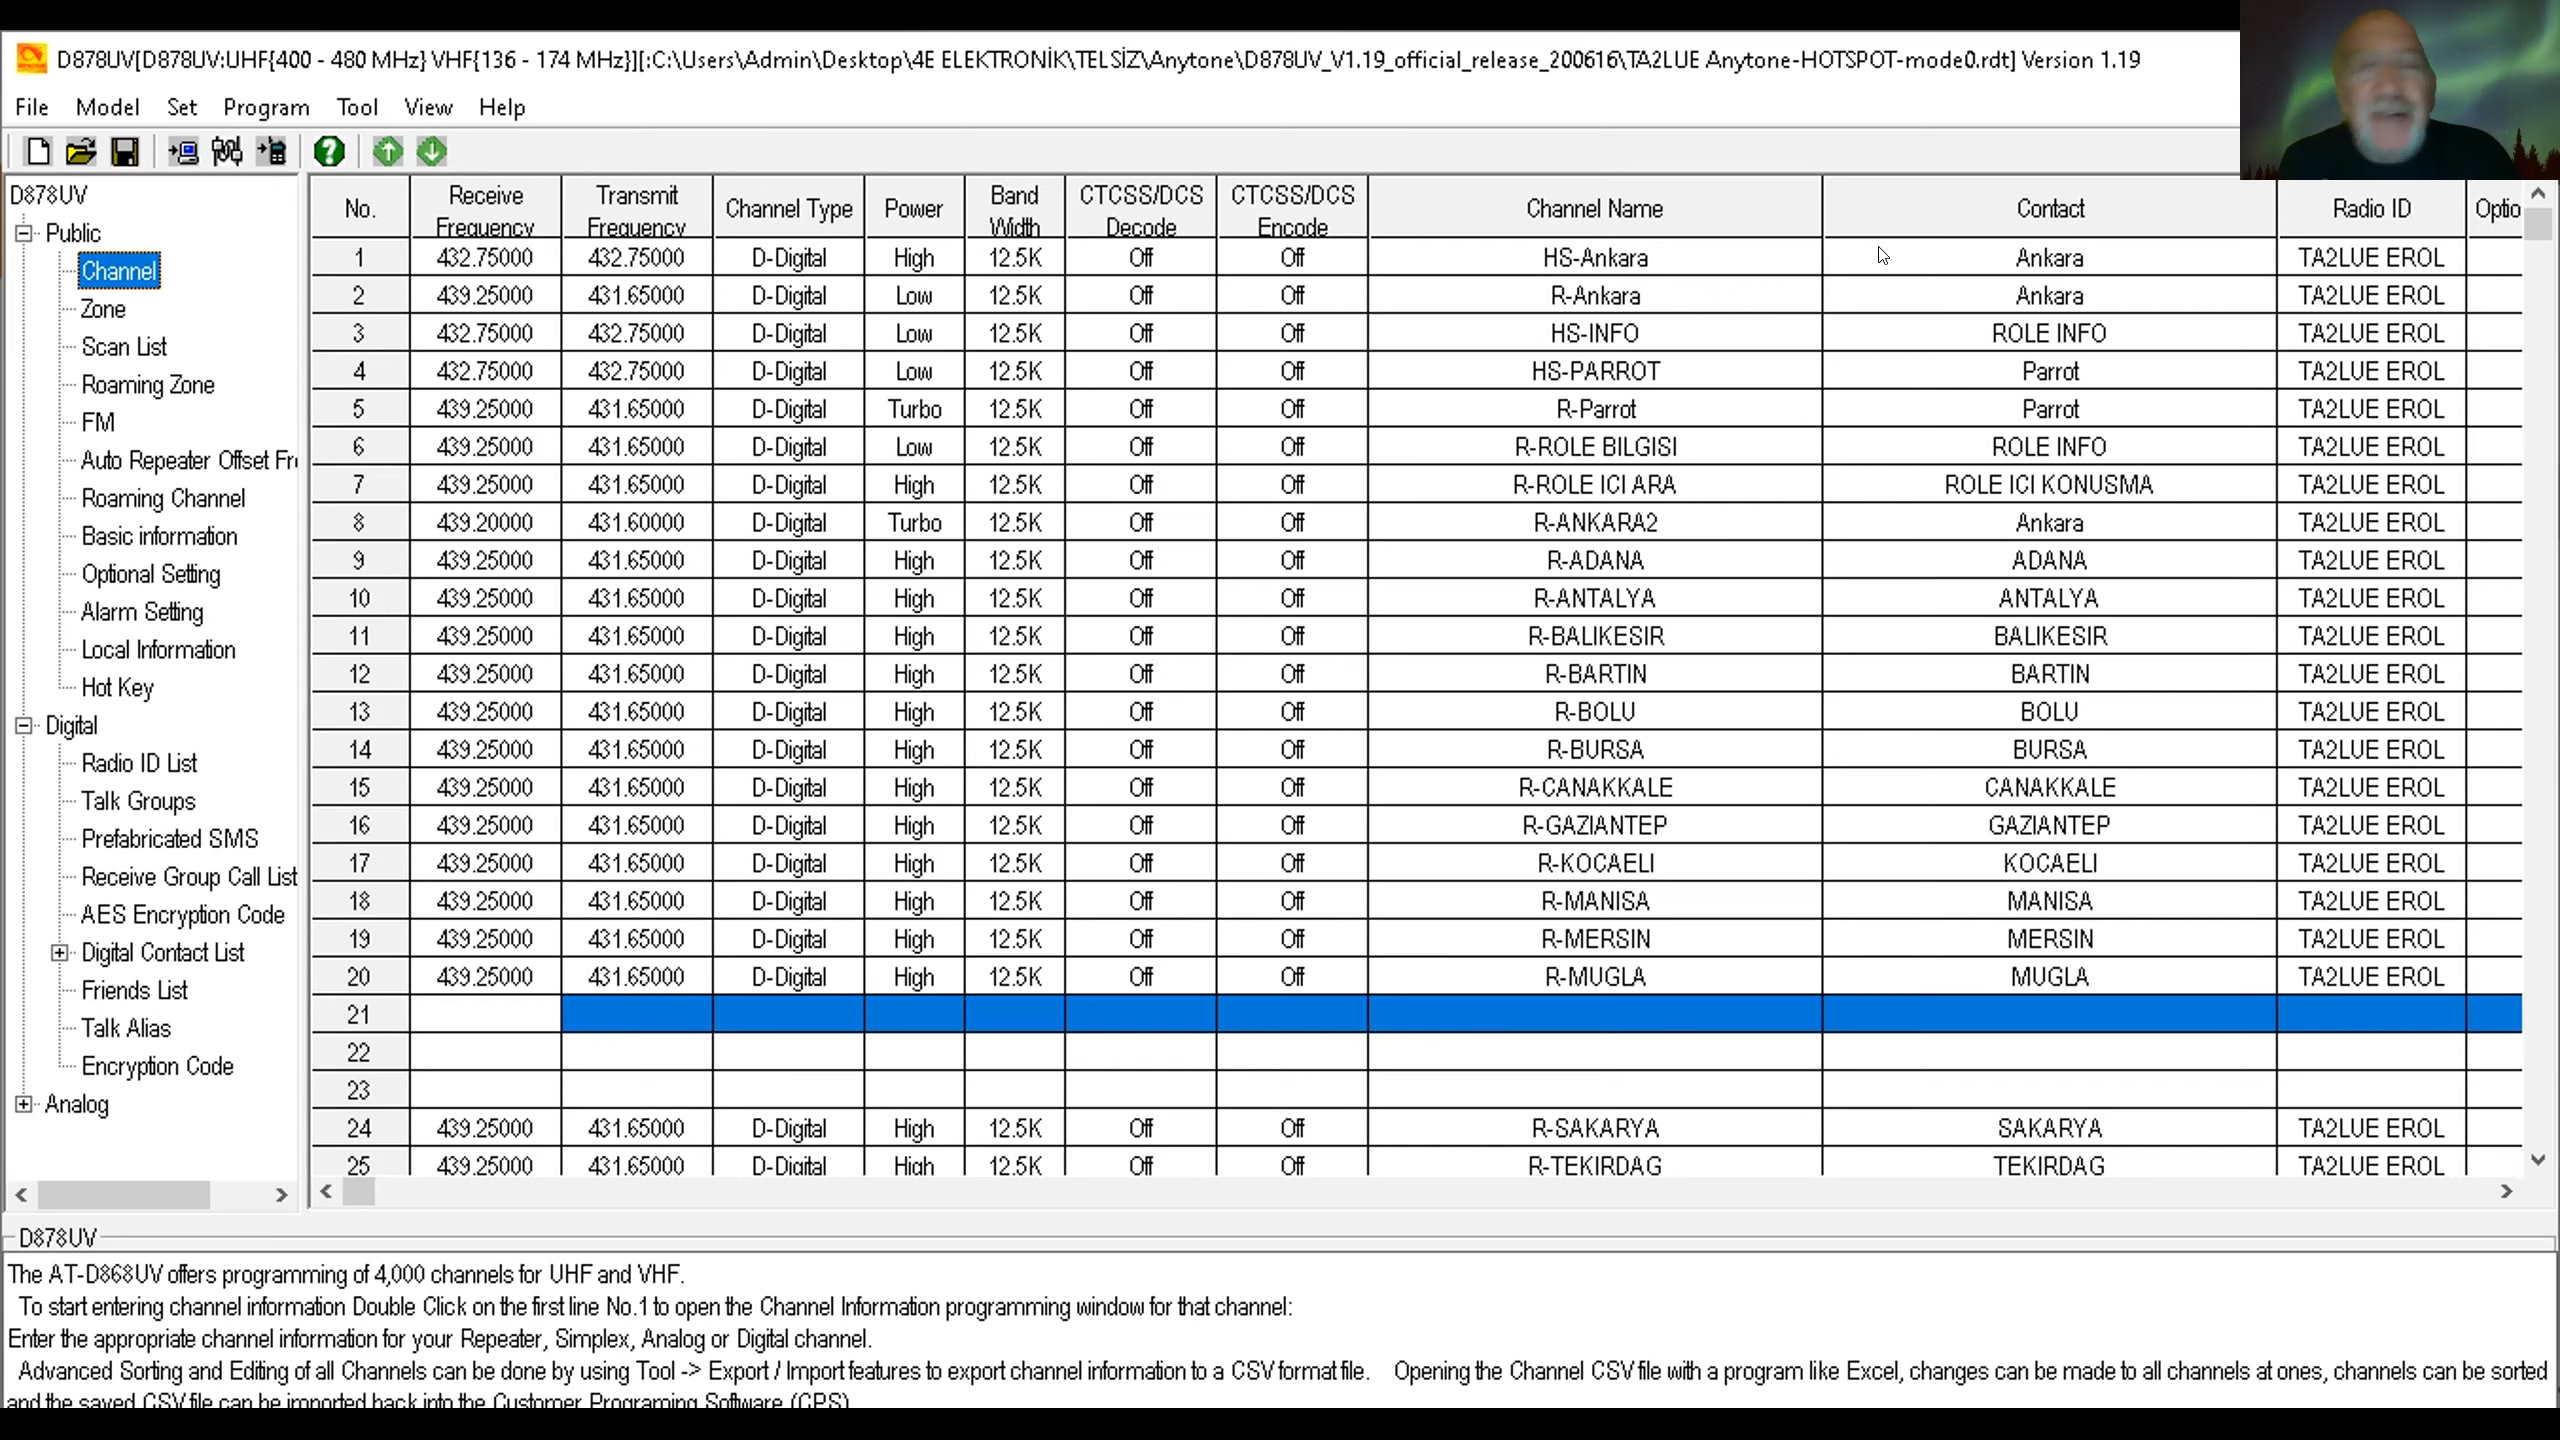 D878UV[D878UV:UHF{400 - 480 MHz} VHF{136 - 174 MHz}][:C:\Users\Admin\Desktop\4E ELEKTRONİK\TELSİZ\Anytone\D878UV_V1.19_official_release_200616\TA2LUE Anytone-HOTSPOT-mode0.rdt] Version 1.19
File Model Set Program Tool View Help
D878UV
Public
Channel
Zone
Scan List
Roaming Zone
FM
Auto Repeater Offset Fr
Roaming Channel
Basic information
Optional Setting
Alarm Setting
Local Information
Hot Key
Digital
Radio ID List
Talk Groups
Prefabricated SMS
Receive Group Call List
AES Encryption Code
Digital Contact List
Friends List
Talk Alias
Encryption Code
Analog
No. Receive Frequency Transmit Frequency Channel Type Power Band Width CTCSS/DCS Decode CTCSS/DCS Encode Channel Name Contact Radio ID Optio
1 432.75000 432.75000 D-Digital High 12.5K Off Off HS-Ankara Ankara TA2LUE EROL
2 439.25000 431.65000 D-Digital Low 12.5K Off Off R-Ankara Ankara TA2LUE EROL
3 432.75000 432.75000 D-Digital Low 12.5K Off Off HS-INFO ROLE INFO TA2LUE EROL
4 432.75000 432.75000 D-Digital Low 12.5K Off Off HS-PARROT Parrot TA2LUE EROL
5 439.25000 431.65000 D-Digital Turbo 12.5K Off Off R-Parrot Parrot TA2LUE EROL
6 439.25000 431.65000 D-Digital Low 12.5K Off Off R-ROLE BILGISI ROLE INFO TA2LUE EROL
7 439.25000 431.65000 D-Digital High 12.5K Off Off R-ROLE ICI ARA ROLE ICI KONUSMA TA2LUE EROL
8 439.20000 431.60000 D-Digital Turbo 12.5K Off Off R-ANKARA2 Ankara TA2LUE EROL
9 439.25000 431.65000 D-Digital High 12.5K Off Off R-ADANA ADANA TA2LUE EROL
10 439.25000 431.65000 D-Digital High 12.5K Off Off R-ANTALYA ANTALYA TA2LUE EROL
11 439.25000 431.65000 D-Digital High 12.5K Off Off R-BALIKESIR BALIKESIR TA2LUE EROL
12 439.25000 431.65000 D-Digital High 12.5K Off Off R-BARTIN BARTIN TA2LUE EROL
13 439.25000 431.65000 D-Digital High 12.5K Off Off R-BOLU BOLU TA2LUE EROL
14 439.25000 431.65000 D-Digital High 12.5K Off Off R-BURSA BURSA TA2LUE EROL
15 439.25000 431.65000 D-Digital High 12.5K Off Off R-CANAKKALE CANAKKALE TA2LUE EROL
16 439.25000 431.65000 D-Digital High 12.5K Off Off R-GAZIANTEP GAZIANTEP TA2LUE EROL
17 439.25000 431.65000 D-Digital High 12.5K Off Off R-KOCAELI KOCAELI TA2LUE EROL
18 439.25000 431.65000 D-Digital High 12.5K Off Off R-MANISA MANISA TA2LUE EROL
19 439.25000 431.65000 D-Digital High 12.5K Off Off R-MERSIN MERSIN TA2LUE EROL
20 439.25000 431.65000 D-Digital High 12.5K Off Off R-MUGLA MUGLA TA2LUE EROL
21
22
23
24 439.25000 431.65000 D-Digital High 12.5K Off Off R-SAKARYA SAKARYA TA2LUE EROL
25 439.25000 431.65000 D-Digital High 12.5K Off Off R-TEKIRDAG TEKIRDAG TA2LUE EROL
D878UV
The AT-D868UV offers programming of 4,000 channels for UHF and VHF.
To start entering channel information Double Click on the first line No.1 to open the Channel Information programming window for that channel:
Enter the appropriate channel information for your Repeater, Simplex, Analog or Digital channel.
Advanced Sorting and Editing of all Channels can be done by using Tool -> Export / Import features to export channel information to a CSV format file. Opening the Channel CSV file with a program like Excel, changes can be made to all channels at ones, channels can be sorted
and the saved CSV file can be imported back into the Customer Programing Software (CPS)